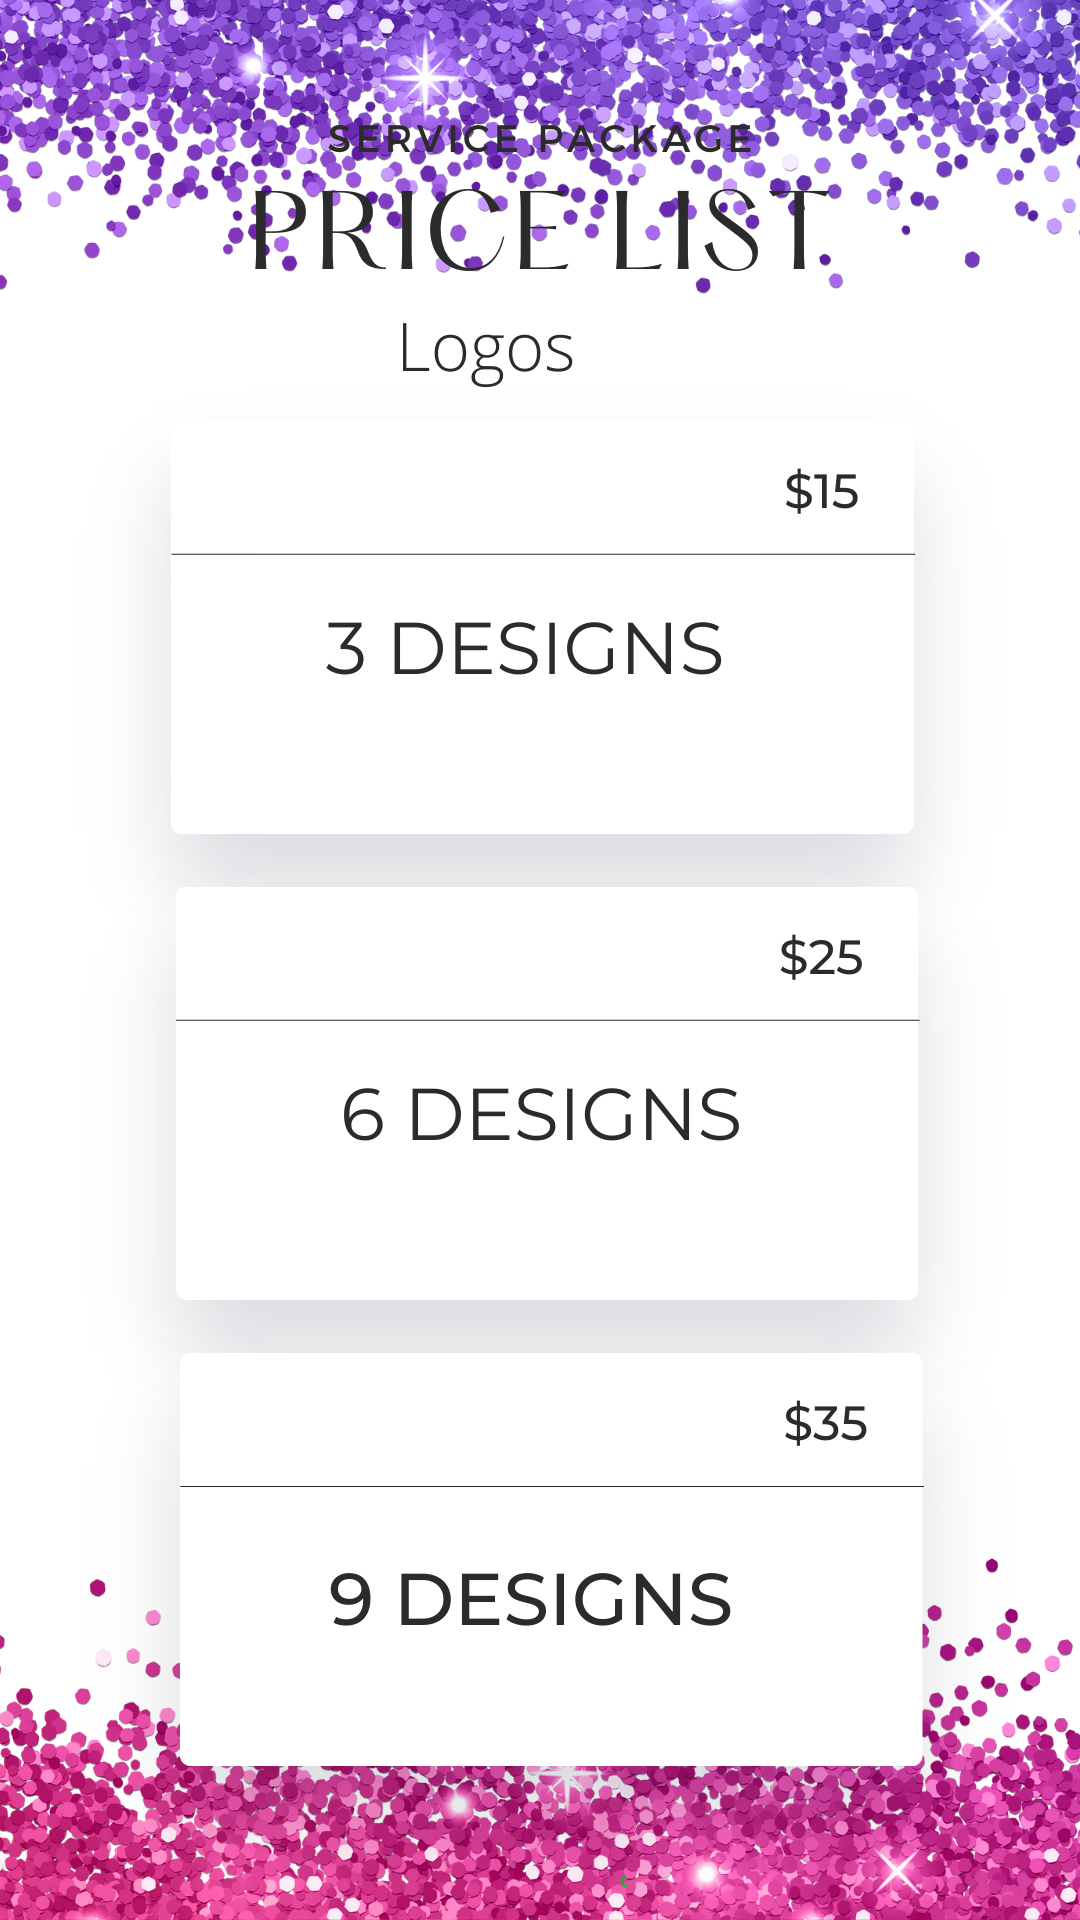 SERVICE PACKAGE
PRICE LIST
Logos
$15
3 DESIGNS
$25
6 DESIGNS
$35
9 DESIGNS